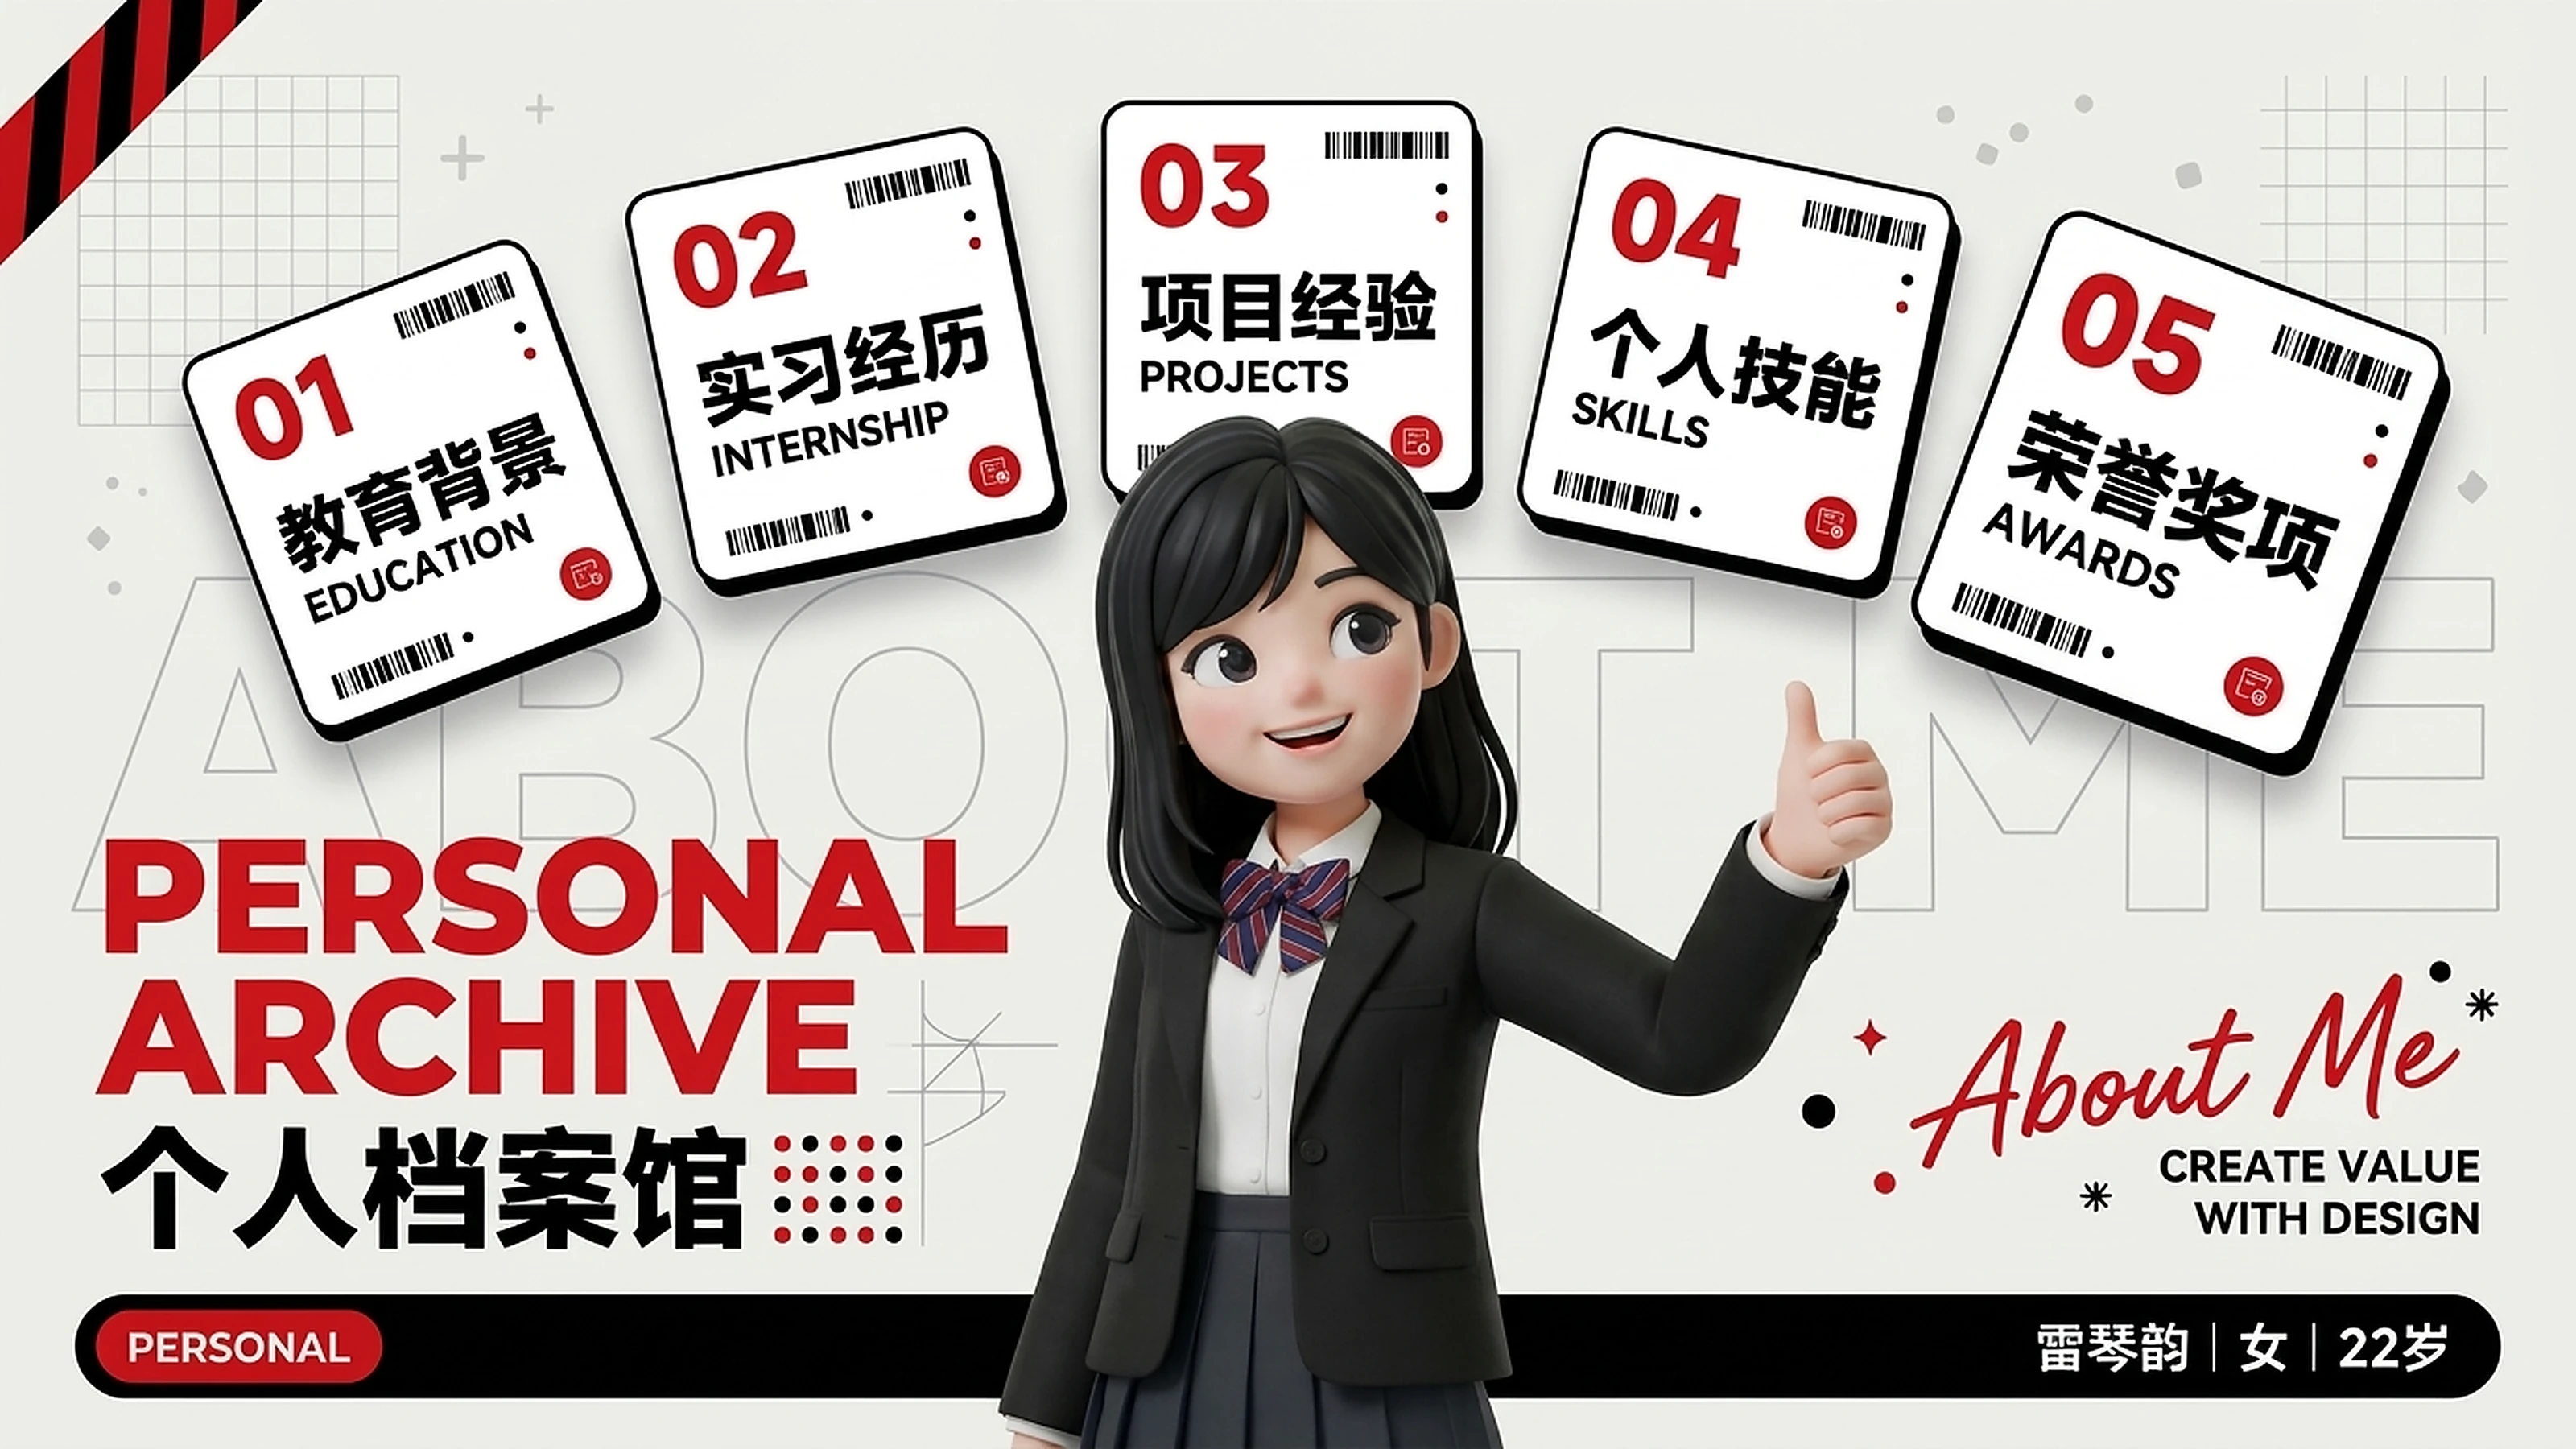 01
教育背景
EDUCATION
02
实习经历
INTERNSHIP
03
项目经验
PROJECTS
04
个人技能
SKILLS
05
荣誉奖项
AWARDS
ABOUT ME
PERSONAL
ARCHIVE
个人档案馆
About Me
CREATE VALUE
WITH DESIGN
PERSONAL
雷琴韵 | 女 | 22岁